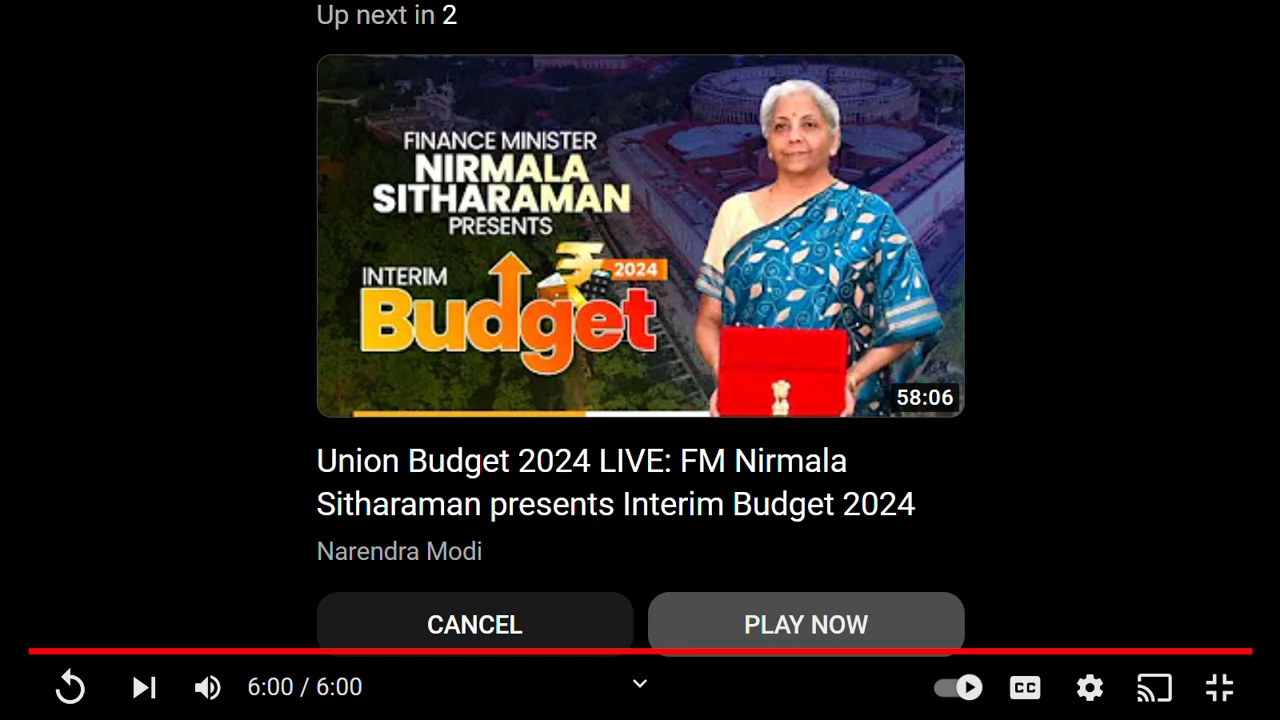 Up next in 2
FINANCE MINISTER
NIRMALA
SITHARAMAN
PRESENTS
INTERIM
₹ 2024
Budget
58:06
Union Budget 2024 LIVE: FM Nirmala
Sitharaman presents Interim Budget 2024
Narendra Modi
CANCEL
PLAY NOW
6:00 / 6:00
CC